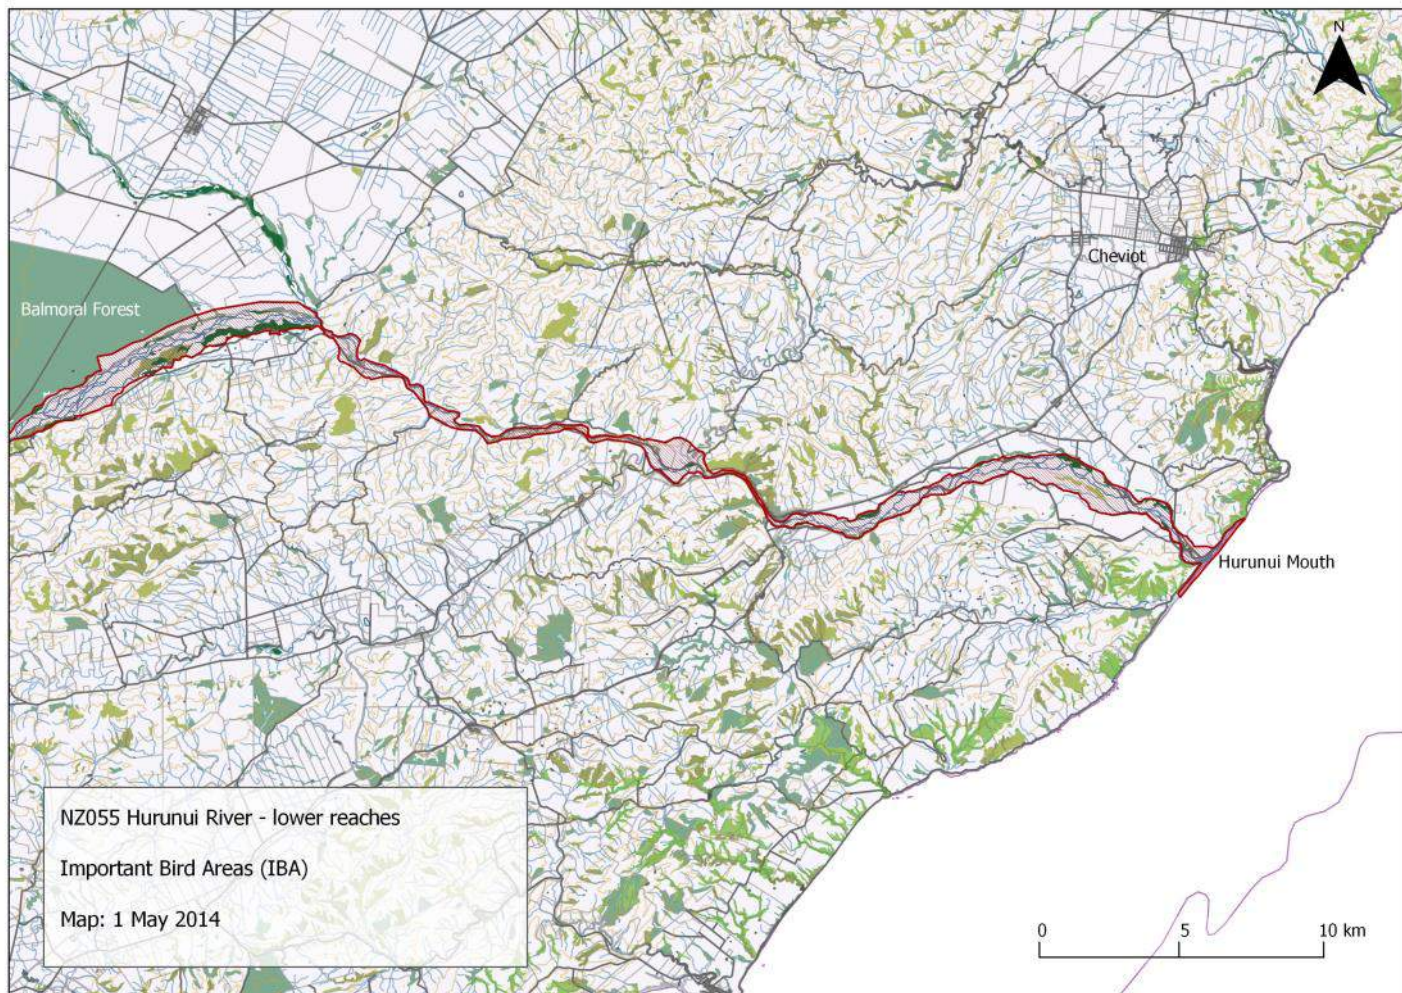 N
Cheviot
Balmoral Forest
Hurunui Mouth
NZ055 Hurunui River - lower reaches
Important Bird Areas (IBA)
Map: 1 May 2014
0 5 10 km